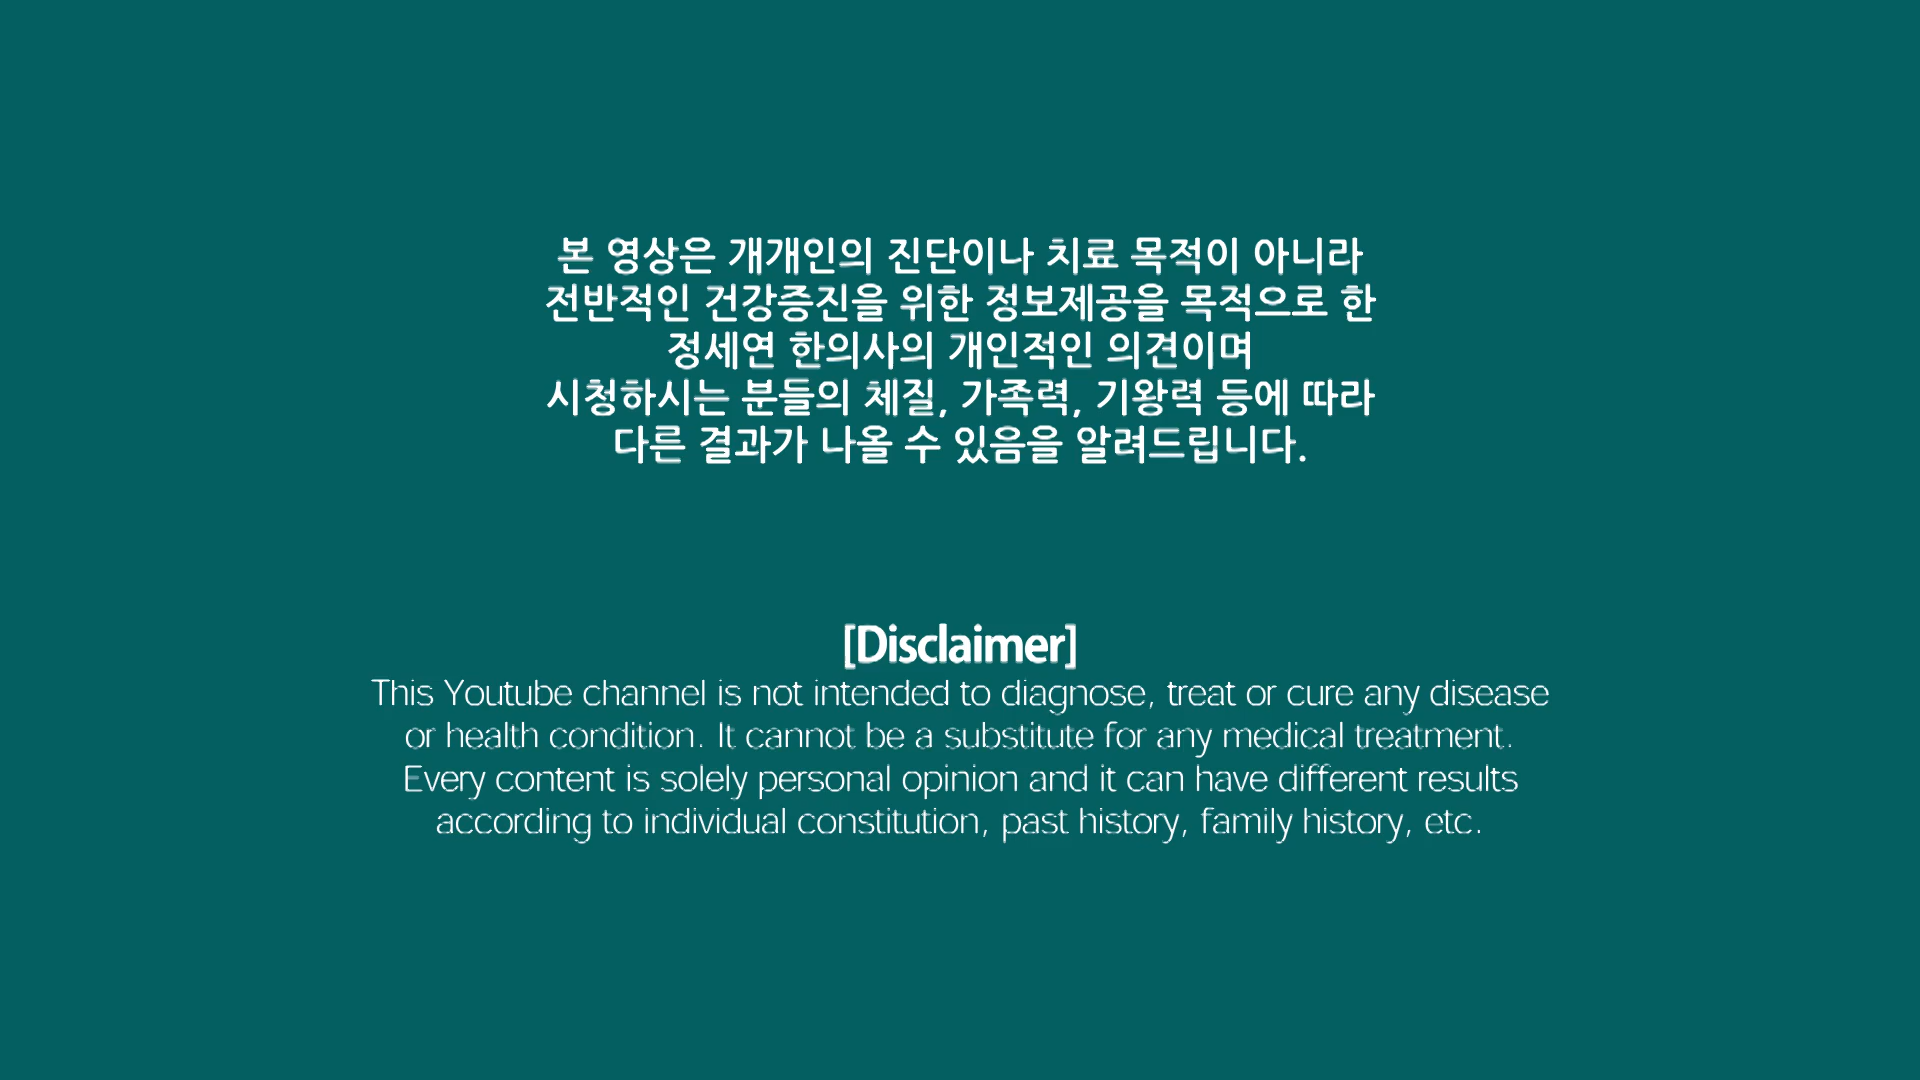 본 영상은 개개인의 진단이나 치료 목적이 아니라
전반적인 건강증진을 위한 정보제공을 목적으로 한
정세연 한의사의 개인적인 의견이며
시청하시는 분들의 체질, 가족력, 기왕력 등에 따라
다른 결과가 나올 수 있음을 알려드립니다.
[Disclaimer]
This Youtube channel is not intended to diagnose, treat or cure any disease
or health condition. It cannot be a substitute for any medical treatment.
Every content is solely personal opinion and it can have different results
according to individual constitution, past history, family history, etc.